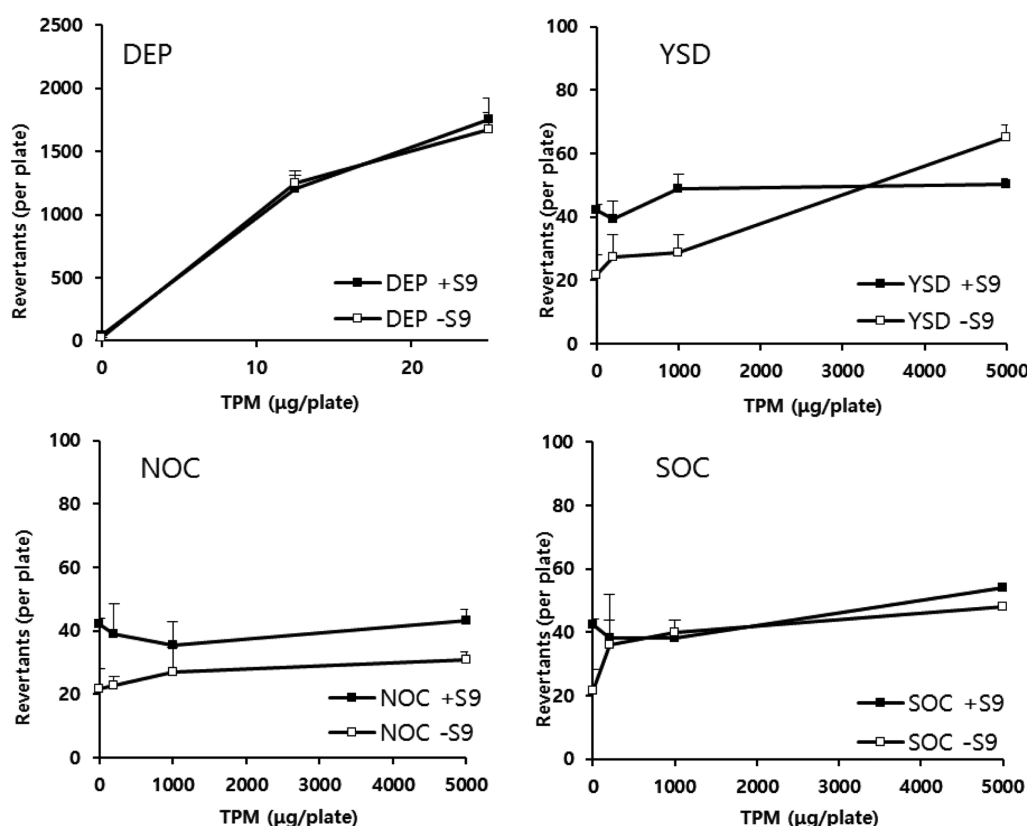 DEP
Revertants (per plate)
2500
2000
1500
1000
500
0
0
10
20
TPM (µg/plate)
DEP +S9
DEP -S9
YSD
Revertants (per plate)
100
80
60
40
20
0
0
1000
2000
3000
4000
5000
TPM (µg/plate)
YSD +S9
YSD -S9
NOC
Revertants (per plate)
100
80
60
40
20
0
0
1000
2000
3000
4000
5000
TPM (µg/plate)
NOC +S9
NOC -S9
SOC
Revertants (per plate)
100
80
60
40
20
0
0
1000
2000
3000
4000
5000
TPM (µg/plate)
SOC +S9
SOC -S9